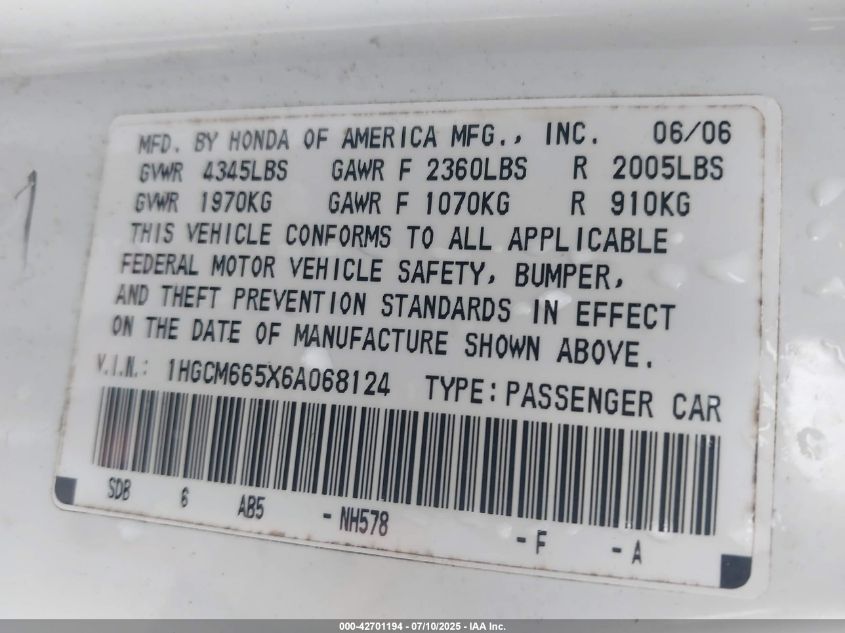 MFD. BY HONDA OF AMERICA MFG., INC. 06/06
GVWR 4345LBS GAWR F 2360LBS R 2005LBS
GVWR 1970KG GAWR F 1070KG R 910KG
THIS VEHICLE CONFORMS TO ALL APPLICABLE
FEDERAL MOTOR VEHICLE SAFETY, BUMPER,
AND THEFT PREVENTION STANDARDS IN EFFECT
ON THE DATE OF MANUFACTURE SHOWN ABOVE.
V.I.N.: 1HGCM665X6A068124 TYPE: PASSENGER CAR
SDB 6 AB5 - NH578 - F - A
000-42701194 - 07/10/2025 - IAA Inc.